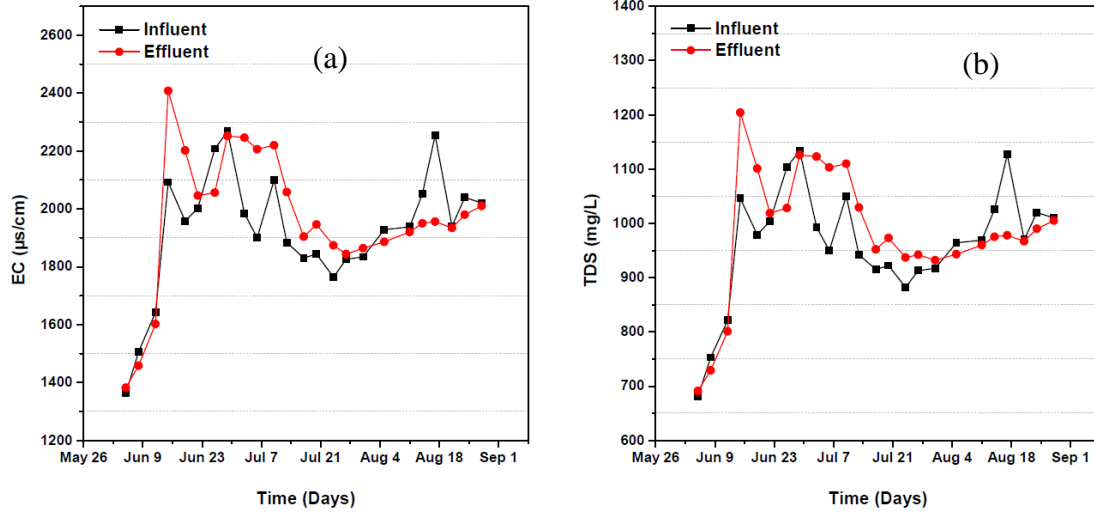 Influent
Effluent
(a)
EC (µs/cm)
2600
2400
2200
2000
1800
1600
1400
1200
May 26 Jun 9 Jun 23 Jul 7 Jul 21 Aug 4 Aug 18 Sep 1
Time (Days)
Influent
Effluent
(b)
TDS (mg/L)
1400
1300
1200
1100
1000
900
800
700
600
May 26 Jun 9 Jun 23 Jul 7 Jul 21 Aug 4 Aug 18 Sep 1
Time (Days)